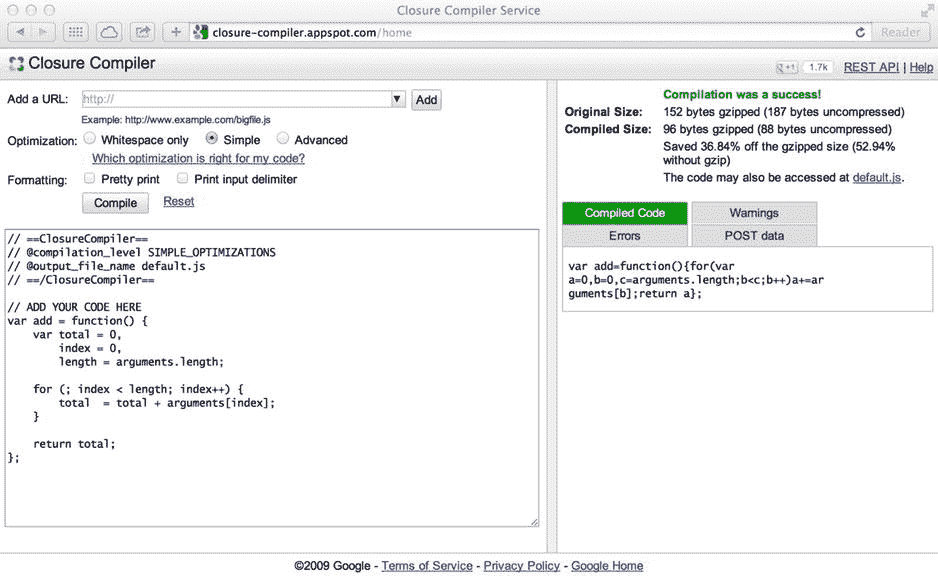 Closure Compiler Service
closure-compiler.appspot.com/home
Reader
Closure Compiler
+1 1.7k REST API | Help
Add a URL: http:// Add
Example: http://www.example.com/bigfile.js
Optimization: Whitespace only Simple Advanced
Which optimization is right for my code?
Formatting: Pretty print Print input delimiter
Compile Reset
// ==ClosureCompiler==
// @compilation_level SIMPLE_OPTIMIZATIONS
// @output_file_name default.js
// ==/ClosureCompiler==

// ADD YOUR CODE HERE
var add = function() {
    var total = 0,
        index = 0,
        length = arguments.length;

    for (; index < length; index++) {
        total  = total + arguments[index];
    }

    return total;
};
Compilation was a success!
Original Size: 152 bytes gzipped (187 uncompressed)
Compiled Size: 96 bytes gzipped (88 bytes uncompressed)
Saved 36.84% off the gzipped size (52.94%
without gzip)
The code may also be accessed at default.js.
Compiled Code Warnings
Errors POST data
var add=function(){for(var
a=0,b=0,c=arguments.length;b<c;b++)a+=ar
guments[b];return a};
©2009 Google - Terms of Service - Privacy Policy - Google Home